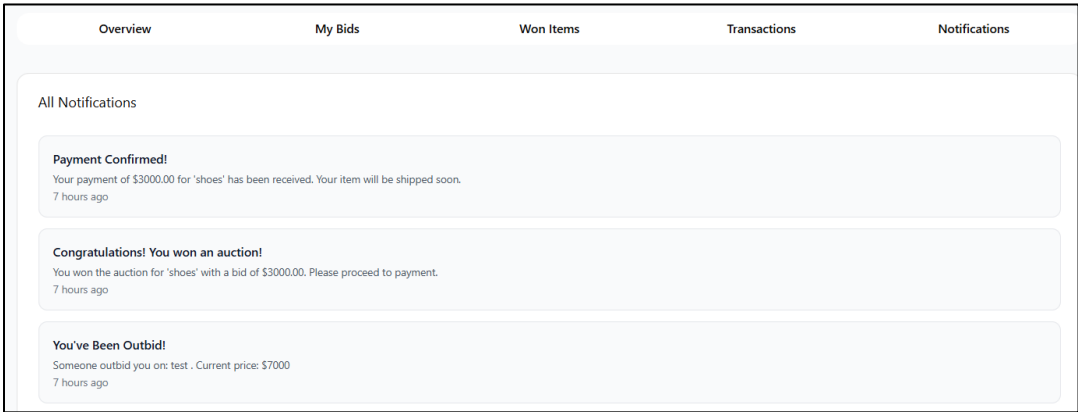 Overview My Bids Won Items Transactions Notifications
All Notifications
Payment Confirmed!
Your payment of $3000.00 for 'shoes' has been received. Your item will be shipped soon.
7 hours ago
Congratulations! You won an auction!
You won the auction for 'shoes' with a bid of $3000.00. Please proceed to payment.
7 hours ago
You've Been Outbid!
Someone outbid you on: test . Current price: $7000
7 hours ago